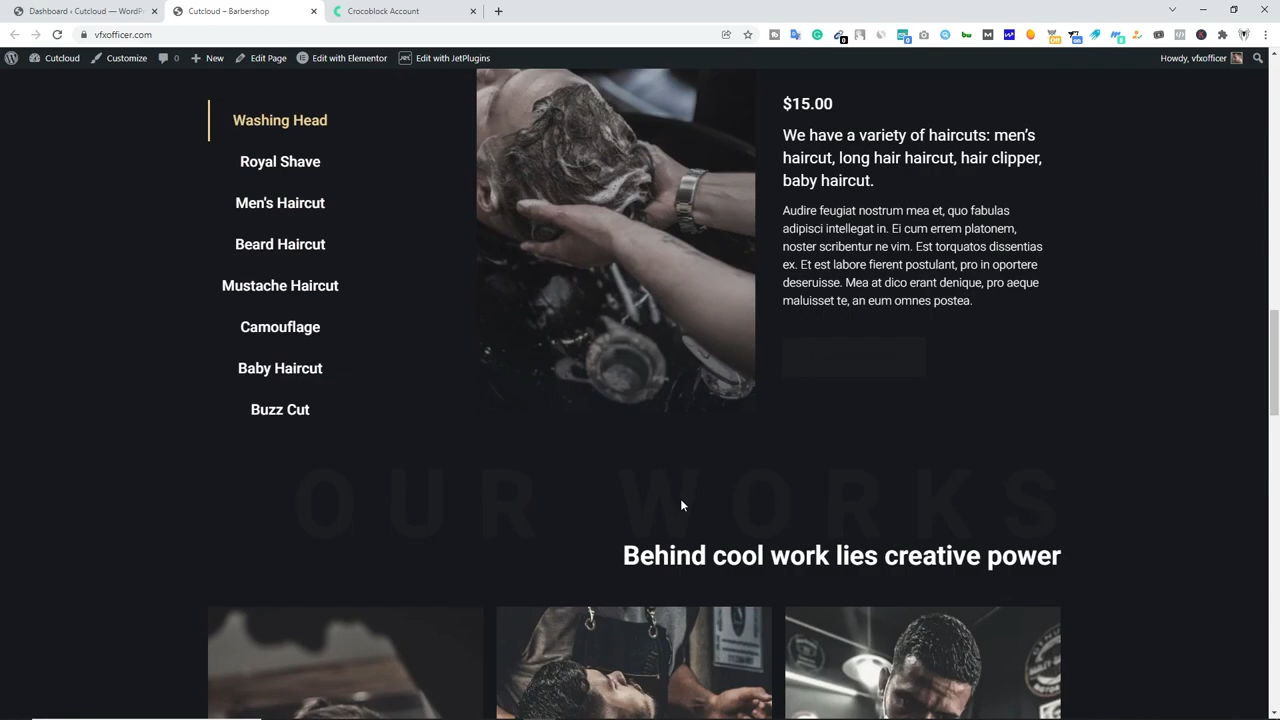 Dashboard ‹ Cutcloud — WordPr
Cutcloud – Barbershop
Crocoblock Account
vfxofficer.com
Cutcloud
Customize
0
New
Edit Page
Edit with Elementor
Edit with JetPlugins
Howdy, vfxofficer
Washing Head
Royal Shave
Men's Haircut
Beard Haircut
Mustache Haircut
Camouflage
Baby Haircut
Buzz Cut
$15.00
We have a variety of haircuts: men's
haircut, long hair haircut, hair clipper,
baby haircut.
Audire feugiat nostrum mea et, quo fabulas
adipisci intellegat in. Ei cum errem platonem,
noster scribentur ne vim. Est torquatos dissentias
ex. Et est labore fierent postulant, pro in oportere
deseruisse. Mea at dico erant denique, pro aeque
maluisset te, an eum omnes postea.
OUR WORKS
Behind cool work lies creative power